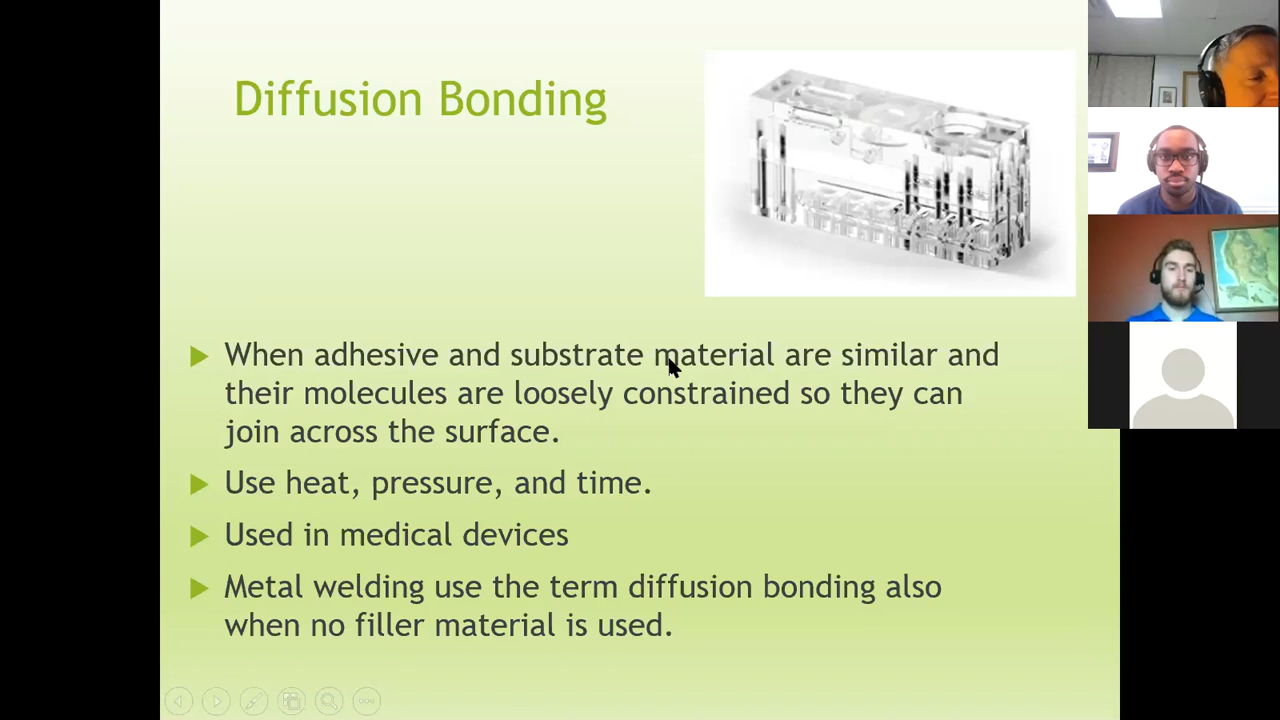 Diffusion Bonding
When adhesive and substrate material are similar and
their molecules are loosely constrained so they can
join across the surface.
Use heat, pressure, and time.
Used in medical devices
Metal welding use the term diffusion bonding also
when no filler material is used.